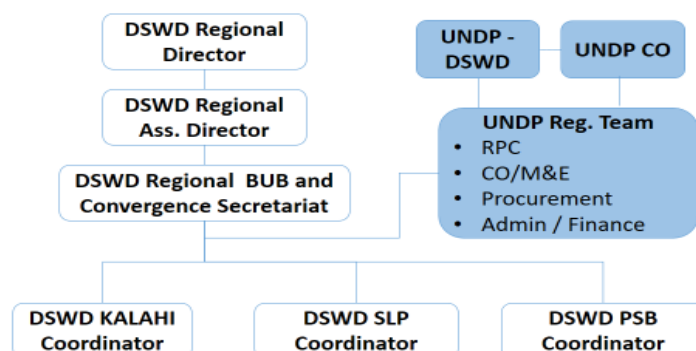 DSWD Regional
Director
UNDP -
DSWD
UNDP CO
DSWD Regional
Ass. Director
UNDP Reg. Team
• RPC
• CO/M&E
• Procurement
• Admin / Finance
DSWD Regional BUB and
Convergence Secretariat
DSWD KALAHI
Coordinator
DSWD SLP
Coordinator
DSWD PSB
Coordinator